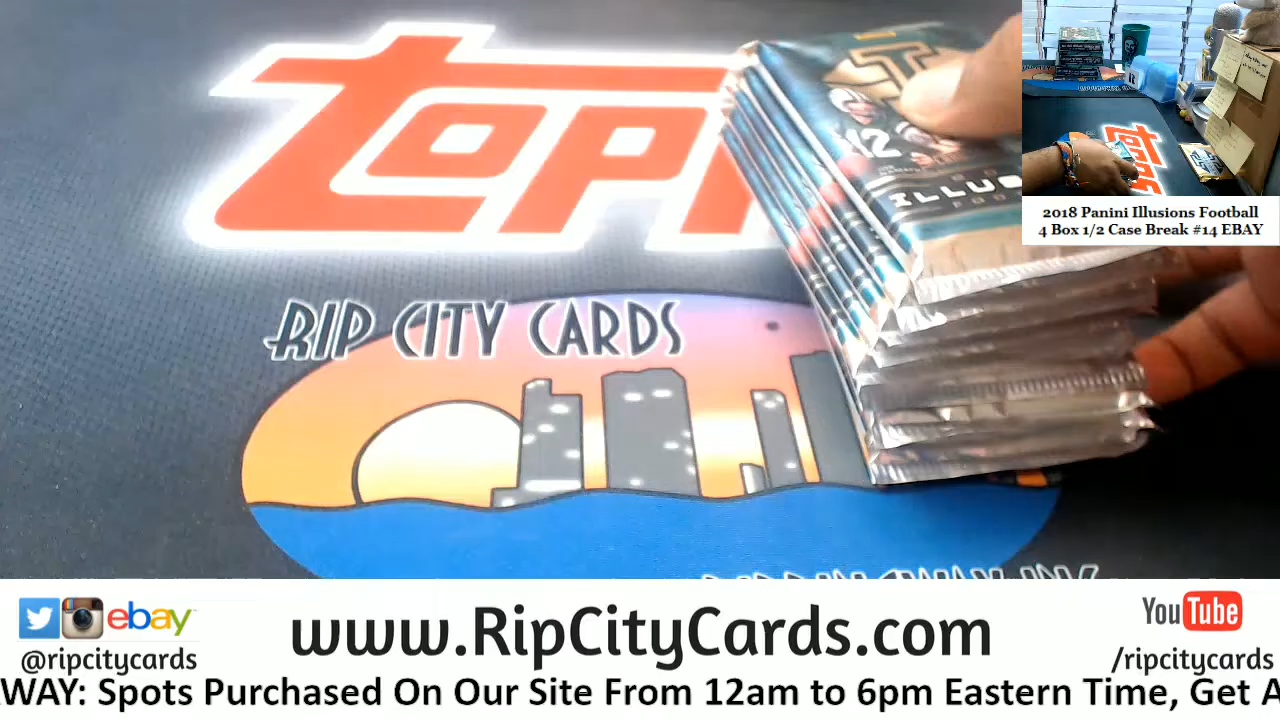 topp
12
ILLUS
RIP CITY CARDS
topps
2018 Panini Illusions Football
4 Box 1/2 Case Break #14 EBAY
ebay
www.RipCityCards.com
YouTube
@ripcitycards
/ripcitycards
WAY: Spots Purchased On Our Site From 12am to 6pm Eastern Time, Get A